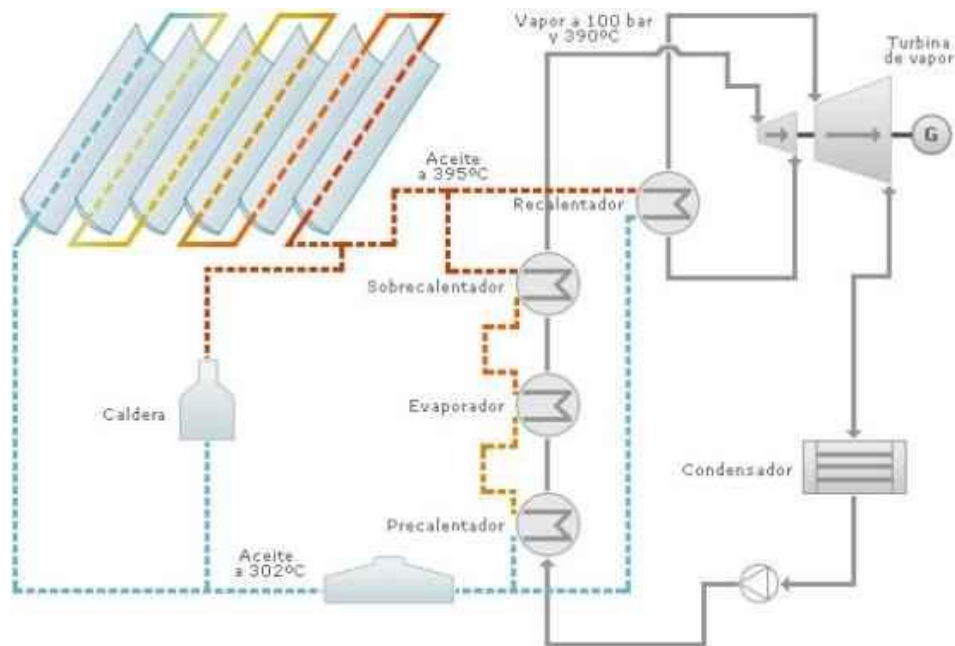 Vapor a 100 bar
y 390ºC
Turbina
de vapor
G
Aceite
a 395ºC
Recalentador
Sobrecalentador
Caldera
Evaporador
Condensador
Precalentador
Aceite
a 302ºC